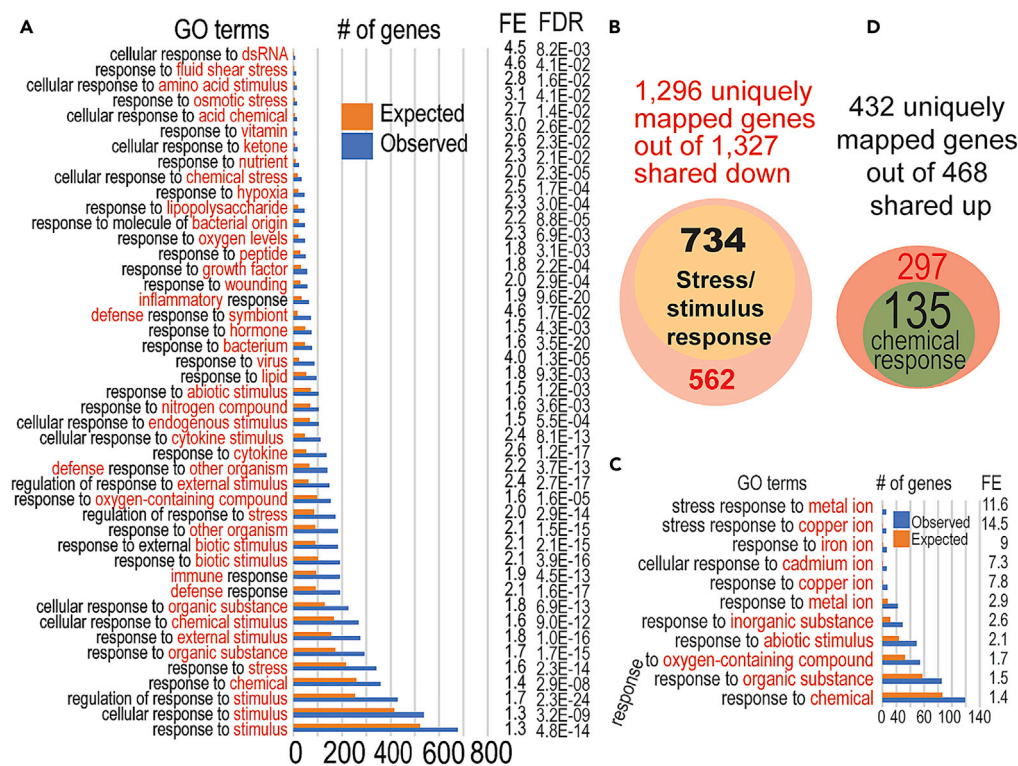 A
GO terms # of genes FE FDR
cellular response to dsRNA 4.5 8.2E-03
response to fluid shear stress 4.6 4.1E-02
cellular response to amino acid stimulus 2.8 1.6E-02
response to osmotic stress 3.1 4.1E-02
cellular response to acid chemical 2.7 1.4E-02
response to vitamin 3.0 2.6E-02
cellular response to ketone 2.6 2.3E-02
response to nutrient 2.3 2.1E-02
cellular response to chemical stress 2.0 2.3E-05
response to hypoxia 2.5 1.7E-04
response to lipopolysaccharide 2.3 3.0E-04
response to molecule of bacterial origin 2.2 8.8E-05
response to oxygen levels 2.3 6.9E-03
response to peptide 1.8 3.1E-03
response to growth factor 1.8 2.2E-04
response to wounding 2.0 2.9E-04
inflammatory response 1.9 9.6E-20
defense response to symbiont 4.6 1.7E-02
response to hormone 1.5 4.3E-03
response to bacterium 1.6 3.5E-20
response to virus 4.0 1.3E-05
response to lipid 1.8 9.3E-03
response to abiotic stimulus 1.5 1.2E-03
response to nitrogen compound 1.6 3.6E-03
cellular response to endogenous stimulus 1.5 5.5E-04
cellular response to cytokine stimulus 2.4 8.1E-13
response to cytokine 2.6 1.2E-17
defense response to other organism 2.2 3.7E-13
regulation of response to external stimulus 2.4 2.7E-17
response to oxygen-containing compound 1.6 1.6E-05
regulation of response to stress 2.0 2.9E-14
response to other organism 2.1 1.5E-15
response to external biotic stimulus 2.1 2.1E-15
response to biotic stimulus 2.1 3.9E-16
immune response 1.9 4.5E-13
defense response 2.1 1.6E-17
cellular response to organic substance 1.8 6.9E-13
cellular response to chemical stimulus 1.6 9.0E-12
response to external stimulus 1.8 1.0E-16
response to organic substance 1.7 1.7E-15
response to stress 1.6 2.3E-14
response to chemical 1.4 2.9E-08
regulation of response to stimulus 1.7 2.3E-24
cellular response to stimulus 1.3 3.2E-09
response to stimulus 1.3 4.8E-14
0 200 400 600 800
Expected
Observed
B
1,296 uniquely
mapped genes
out of 1,327
shared down
734
Stress/
stimulus
response
562
D
432 uniquely
mapped genes
out of 468
shared up
297
135
chemical
response
C
GO terms # of genes FE
stress response to metal ion 11.6
stress response to copper ion 14.5
response to iron ion 9
cellular response to cadmium ion 7.3
response to copper ion 7.8
response to metal ion 2.9
response to inorganic substance 2.6
response to abiotic stimulus 2.1
response to oxygen-containing compound 1.7
response to organic substance 1.5
response to chemical 1.4
0 40 80 100 140
Observed
Expected